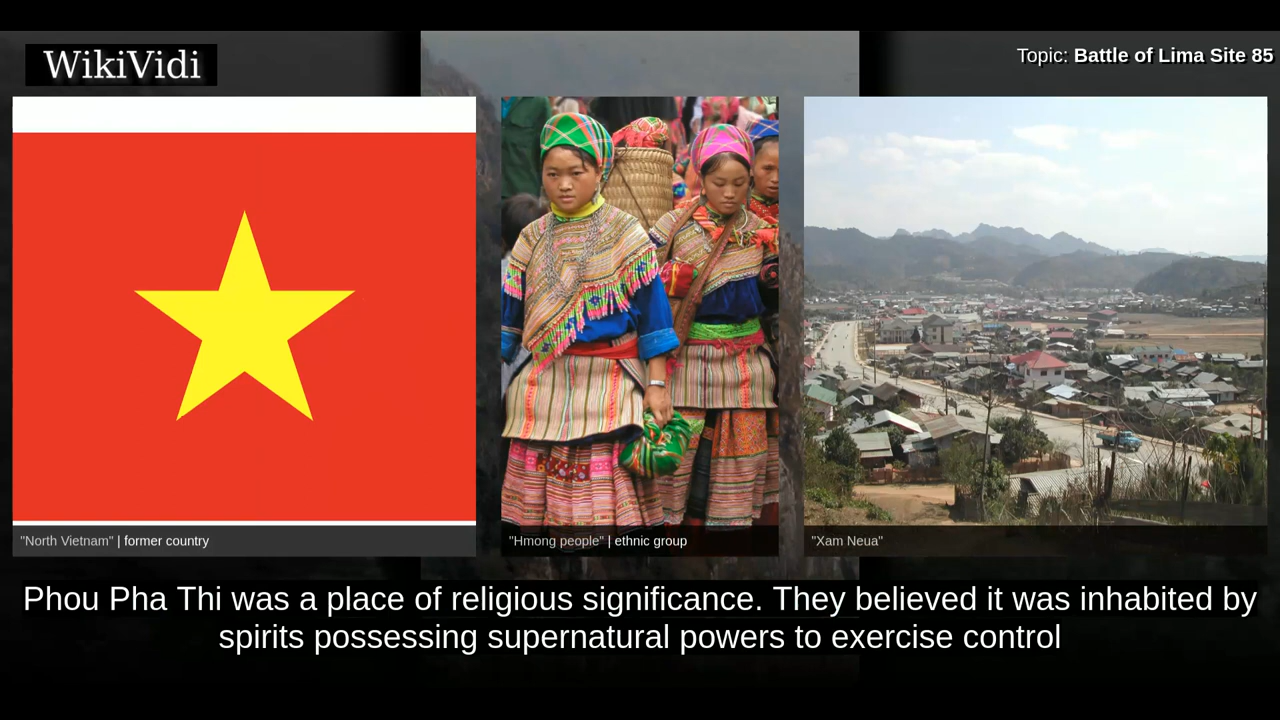 WikiVidi
Topic: Battle of Lima Site 85
"North Vietnam" | former country
"Hmong people" | ethnic group
"Xam Neua"
Phou Pha Thi was a place of religious significance. They believed it was inhabited by
spirits possessing supernatural powers to exercise control